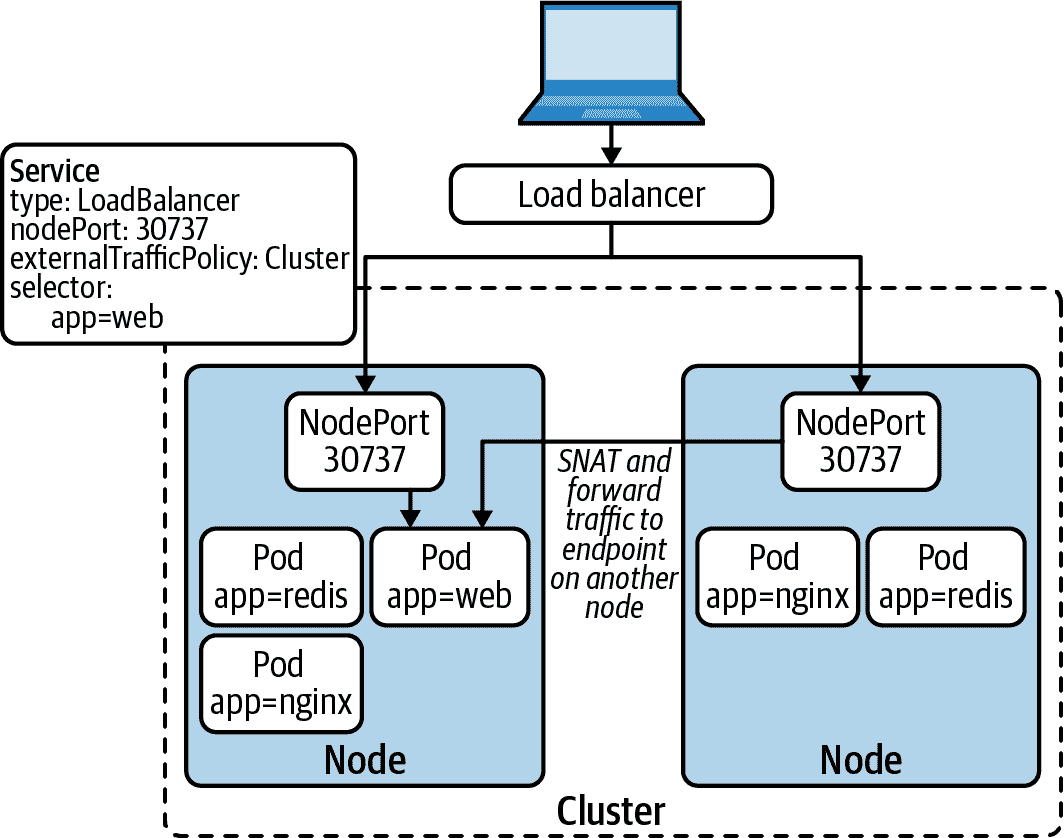 Load balancer
Service
type: LoadBalancer
nodePort: 30737
externalTrafficPolicy: Cluster
selector:
app=web
NodePort
30737
SNAT and
forward
traffic to
endpoint
on another
node
NodePort
30737
Pod
app=redis
Pod
app=web
Pod
app=nginx
Pod
app=redis
Pod
app=nginx
Node
Node
Cluster